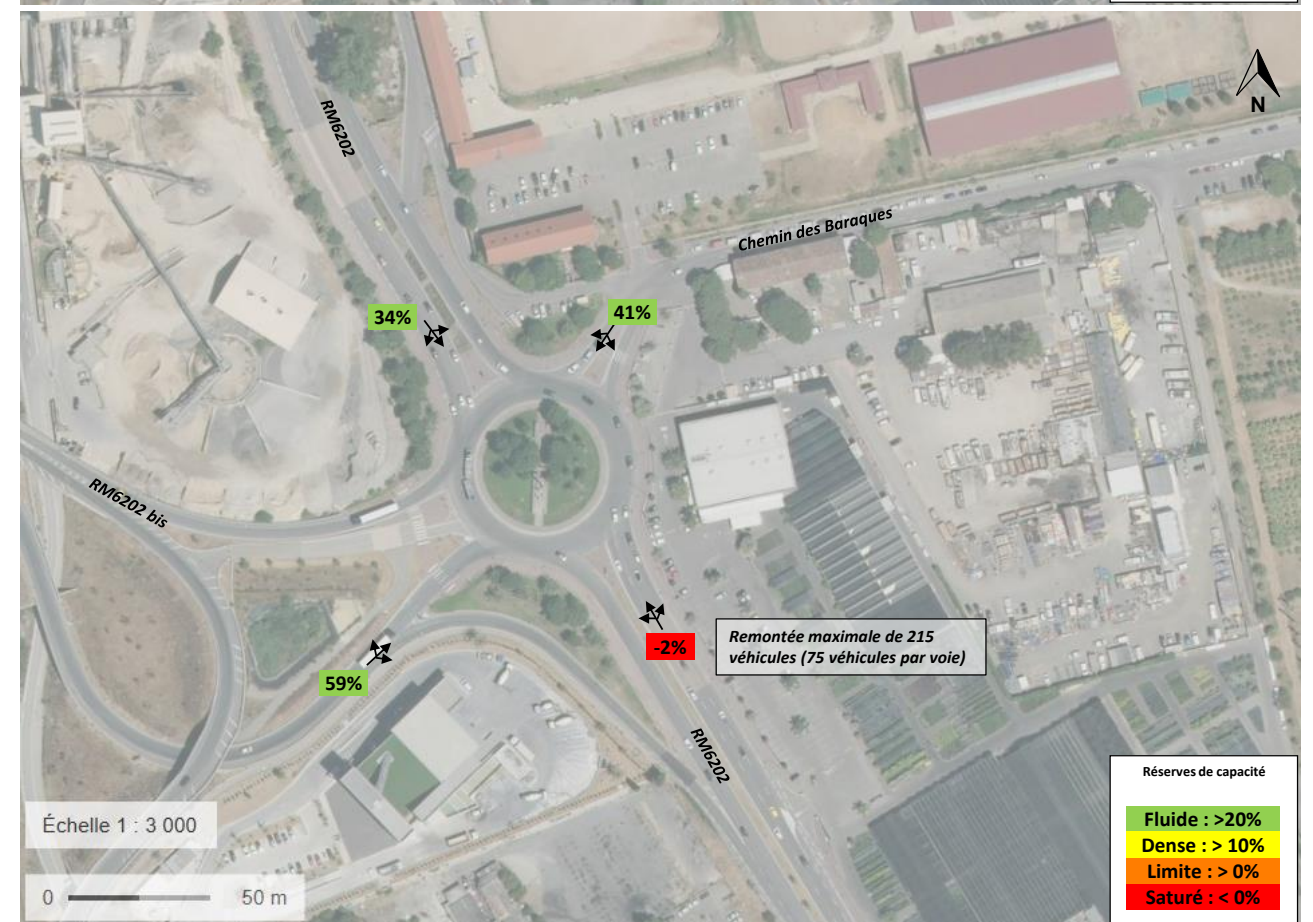 N
RM6202
Chemin des Baraques
34%
41%
RM6202 bis
-2%
Remontée maximale de 215
véhicules (75 véhicules par voie)
59%
RM6202
Réserves de capacité
Échelle 1 : 3 000
Fluide : >20%
Dense : > 10%
Limite : > 0%
Saturé : < 0%
0 50 m